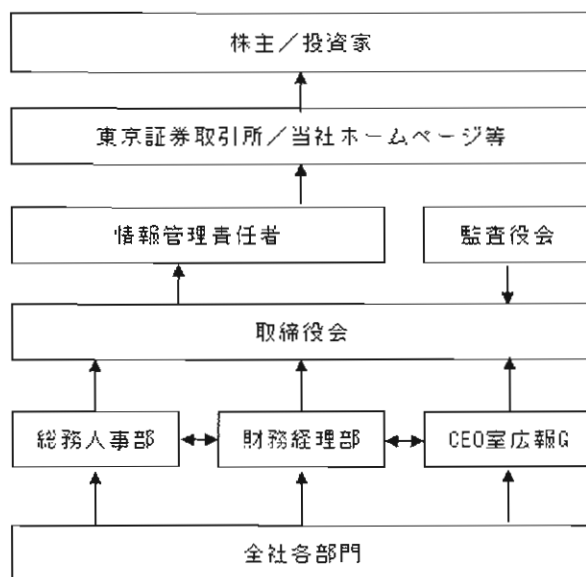 株主／投資家
東京証券取引所／当社ホームページ等
情報管理責任者
監査役会
取締役会
総務人事部
財務経理部
CEO室広報G
全社各部門